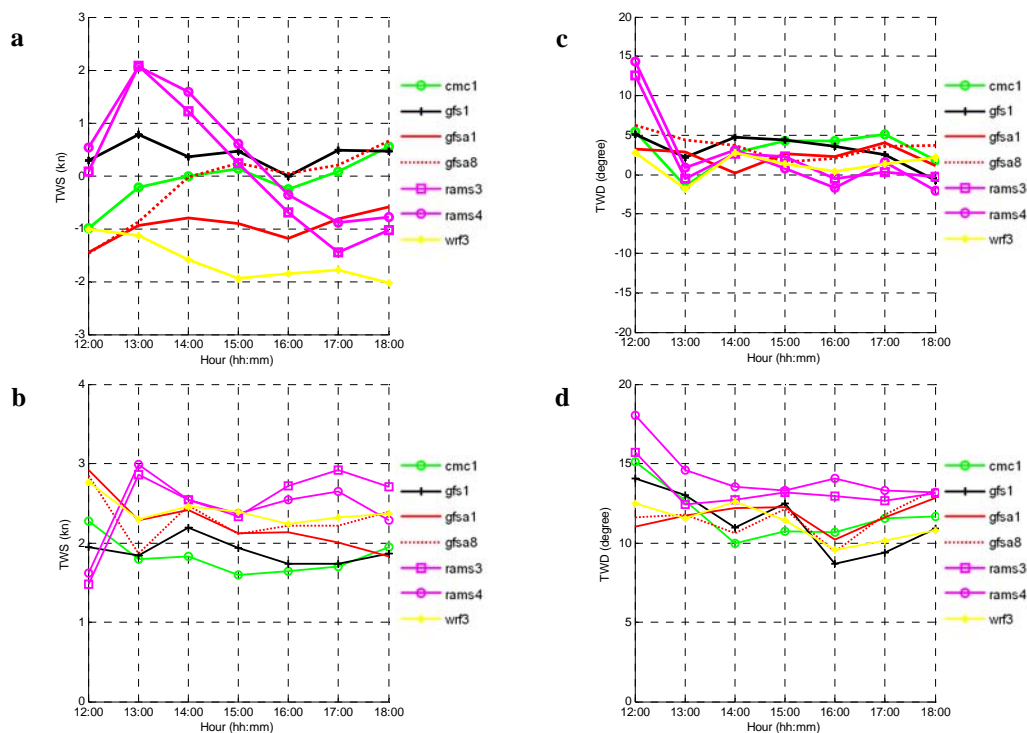 a
3
2
1
0
-1
-2
-3
TWS (kn)
12:00 13:00 14:00 15:00 16:00 17:00 18:00
Hour (hh:mm)
cmc1
gfs1
gfsa1
gfsa8
rams3
rams4
wrf3
c
20
15
10
5
0
-5
-10
-15
-20
TWD (degree)
12:00 13:00 14:00 15:00 16:00 17:00 18:00
Hour (hh:mm)
cmc1
gfs1
gfsa1
gfsa8
rams3
rams4
wrf3
b
4
3
2
1
0
TWS (kn)
12:00 13:00 14:00 15:00 16:00 17:00 18:00
Hour (hh:mm)
cmc1
gfs1
gfsa1
gfsa8
rams3
rams4
wrf3
d
20
15
10
5
0
TWD (degree)
12:00 13:00 14:00 15:00 16:00 17:00 18:00
Hour (hh:mm)
cmc1
gfs1
gfsa1
gfsa8
rams3
rams4
wrf3